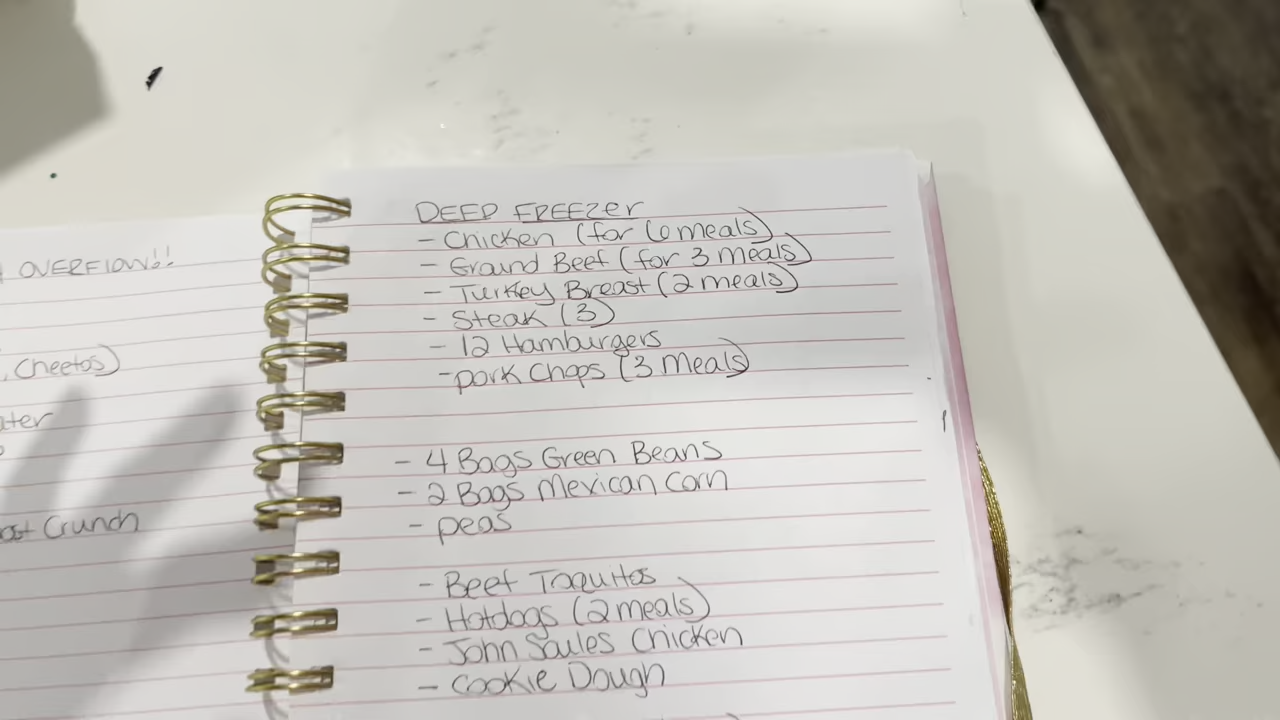 OVERFLOW!!
, Cheetos)
ater
Crunch
DEEP FREEZER
- Chicken (for 6 meals)
- Ground Beef (for 3 meals)
- Turkey Breast (2 meals)
- Steak (3)
- 12 Hamburgers
- pork Chops (3 Meals)
- 4 Bags Green Beans
- 2 Bags Mexican Corn
- peas
- Beef Taquitos
- Hotdogs (2 meals)
- John Soules Chicken
- Cookie Dough